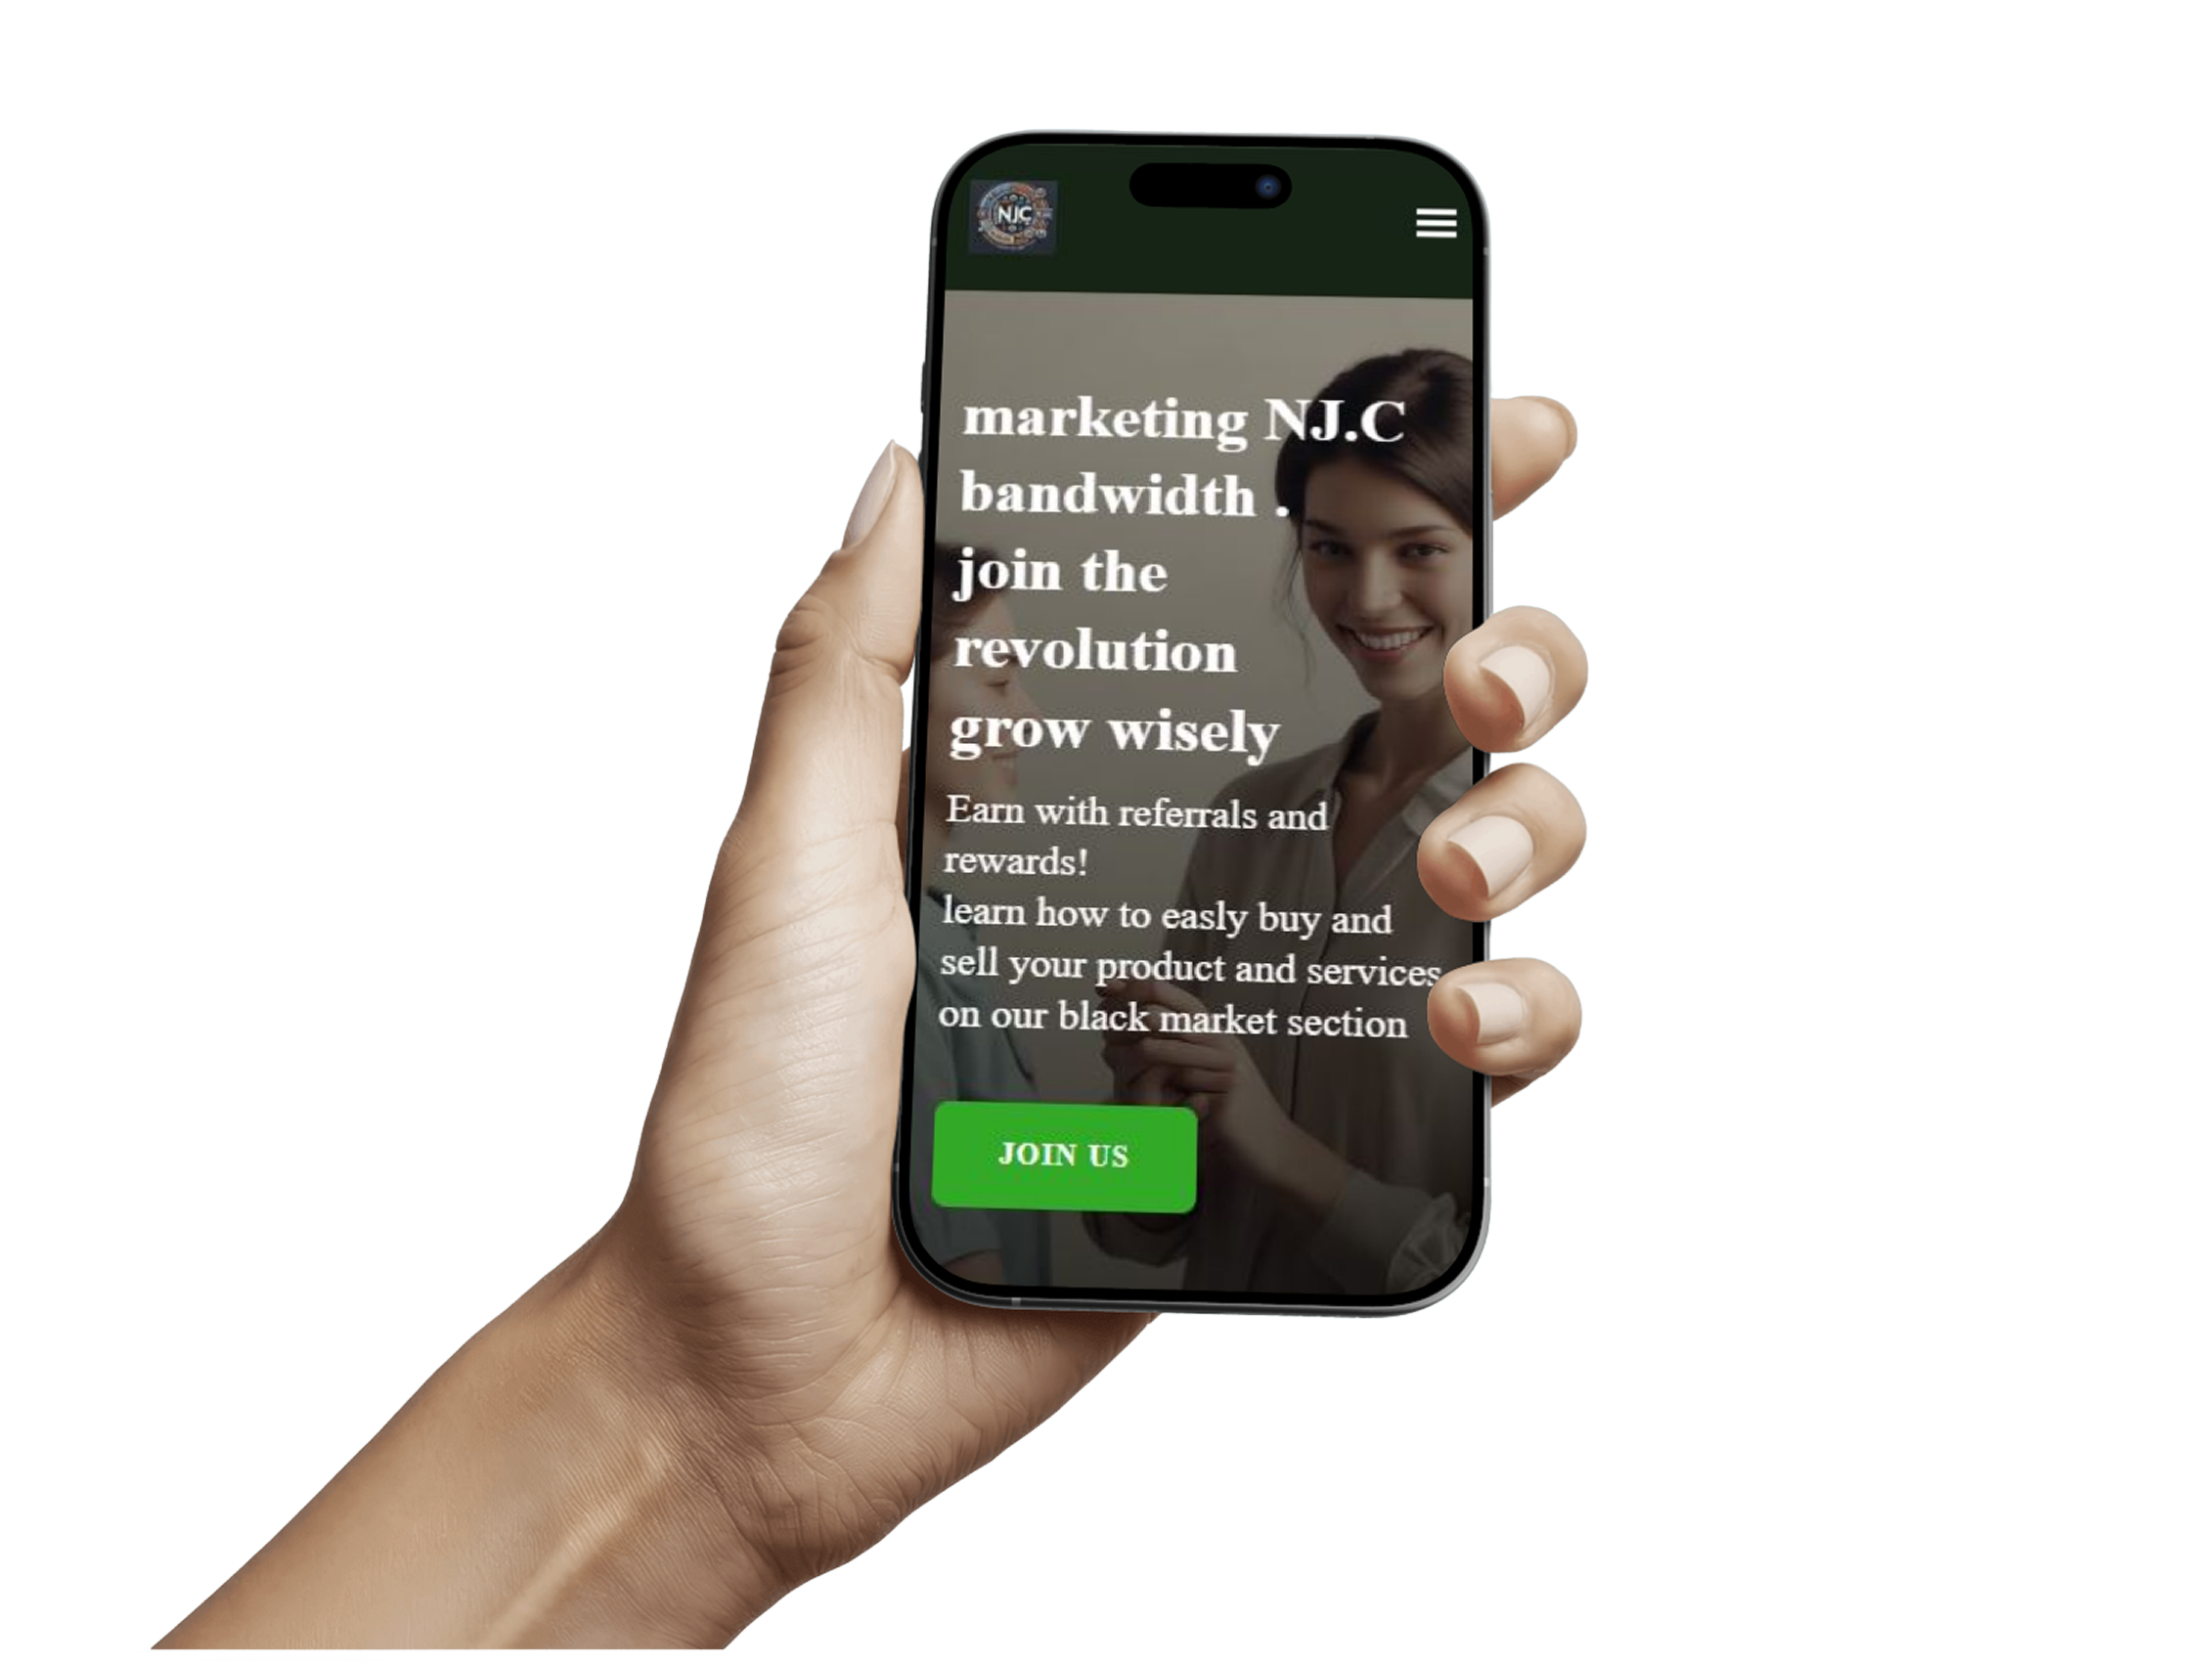 NJC
marketing NJ.C
bandwidth .
join the
revolution
grow wisely
Earn with referrals and
rewards!
learn how to easly buy and
sell your product and services
on our black market section
JOIN US